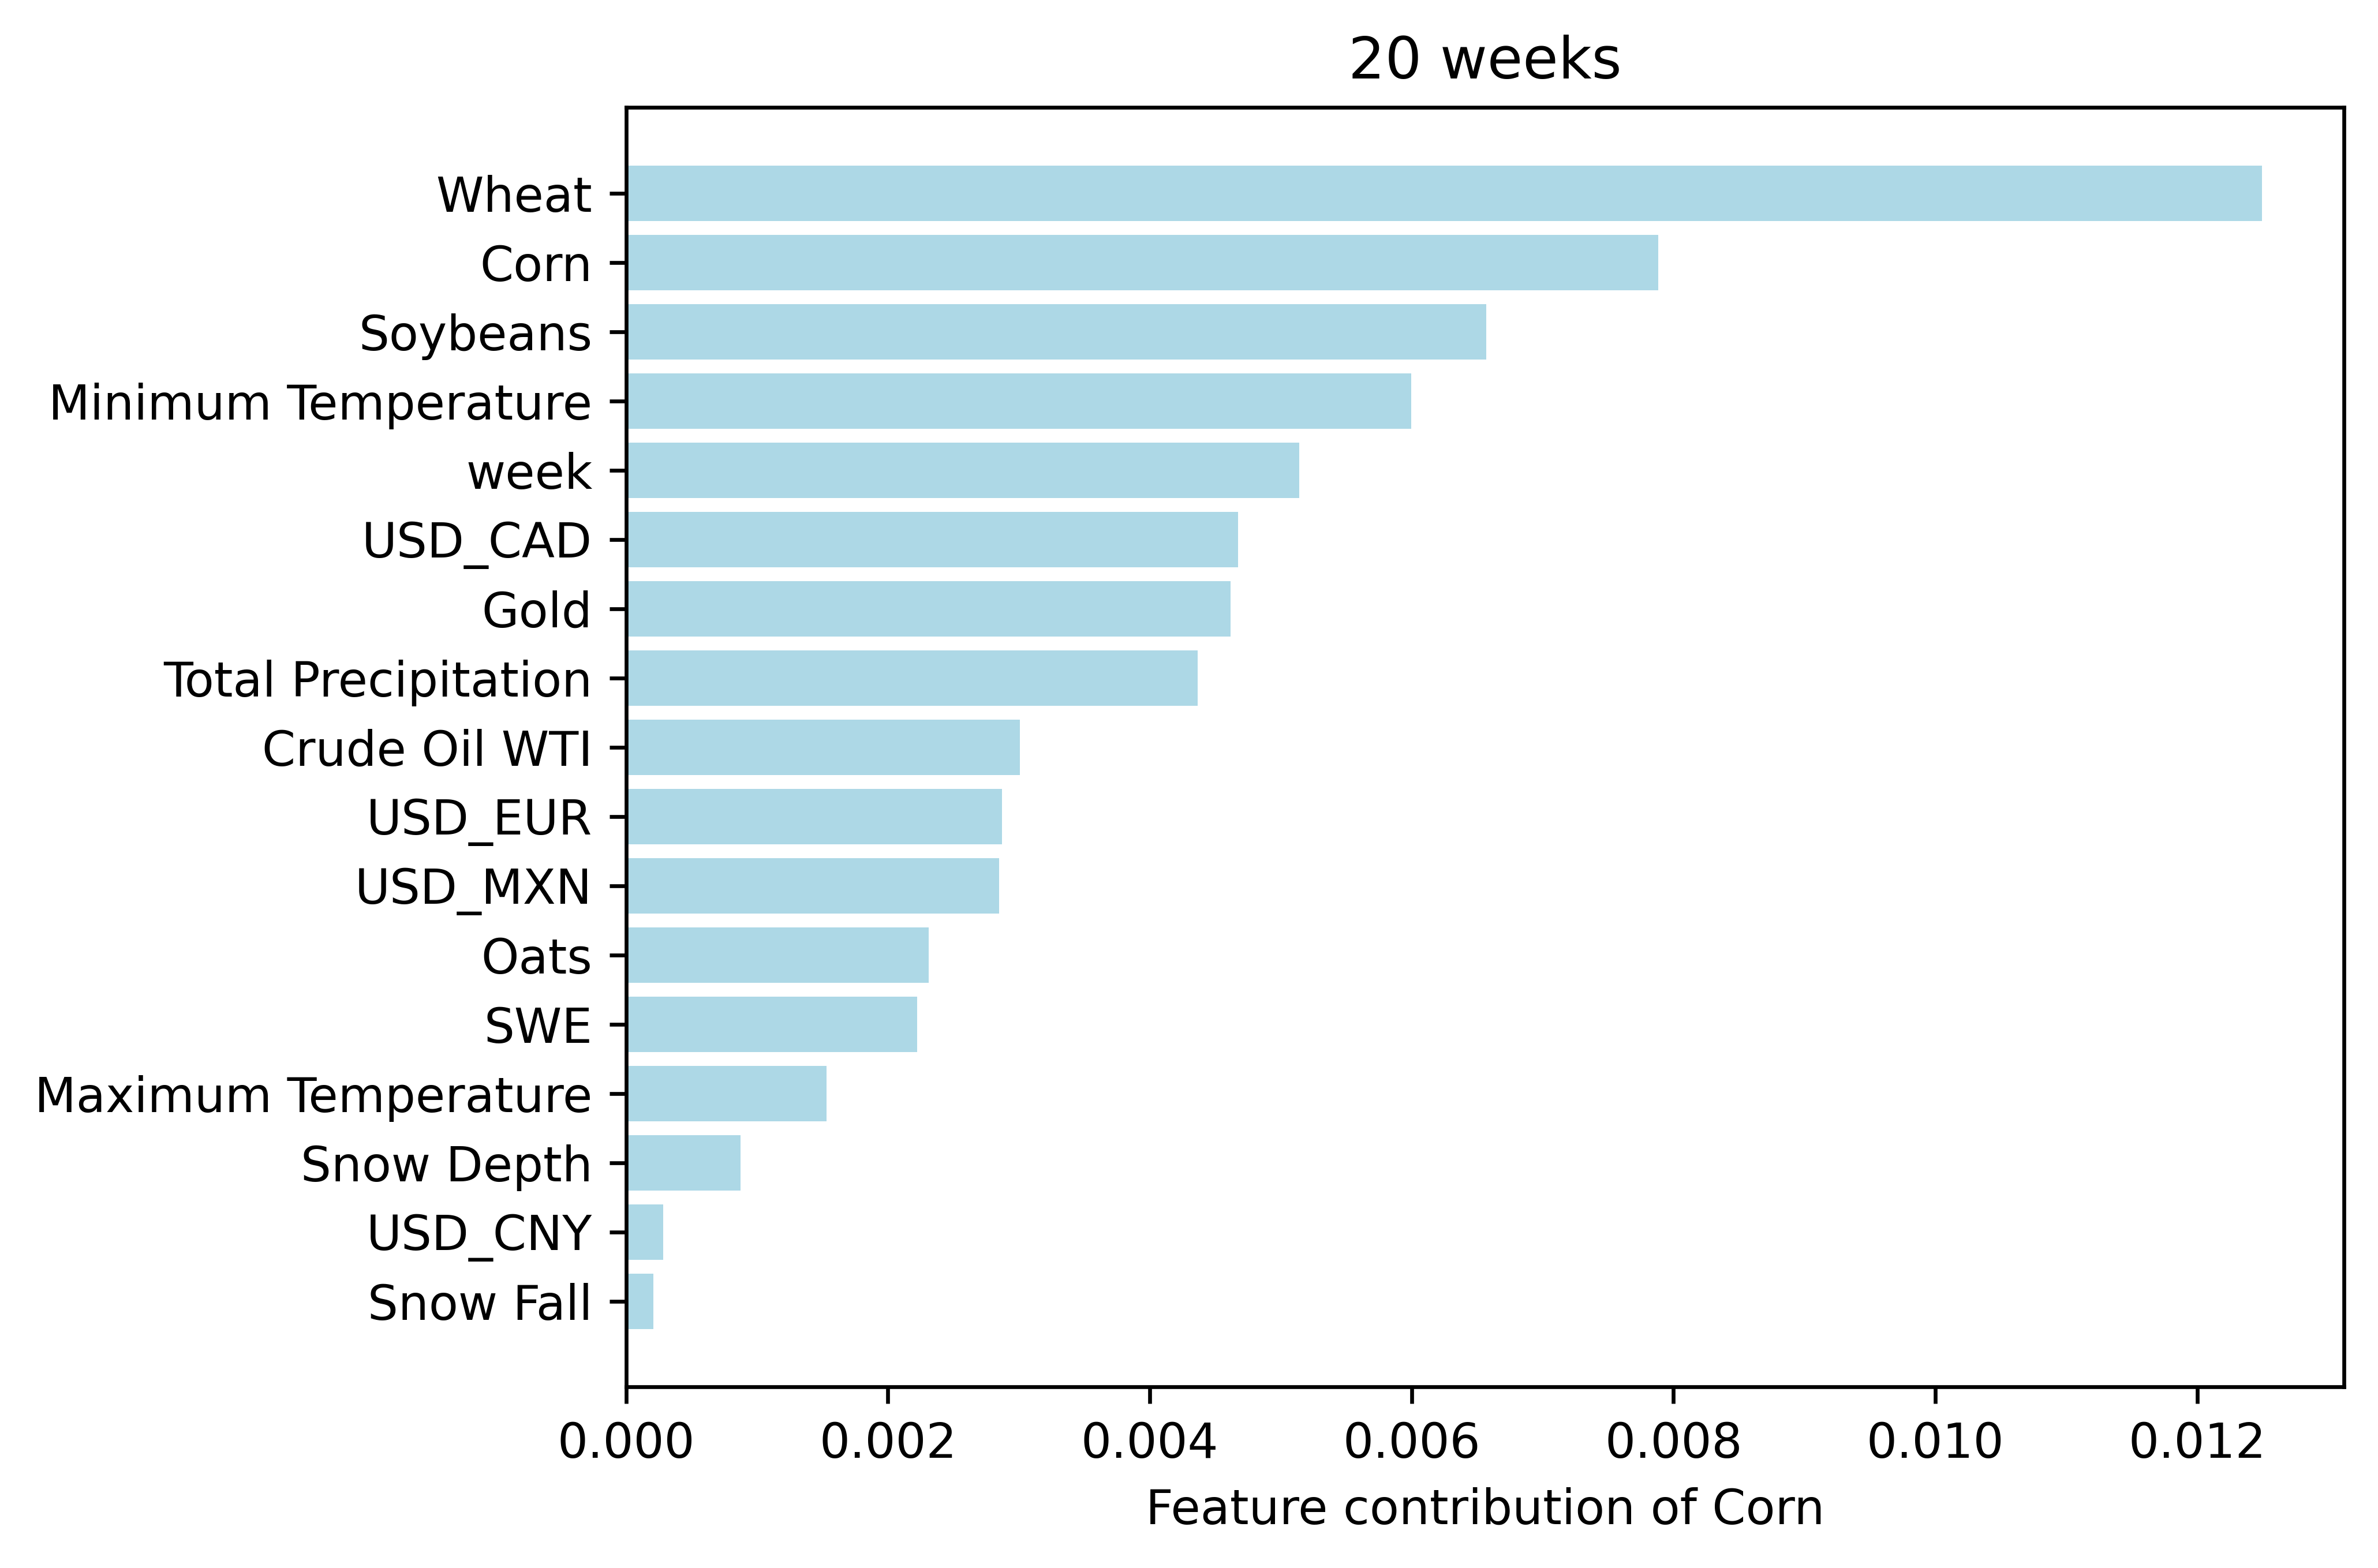 20 weeks
Wheat
Corn
Soybeans
Minimum Temperature
week
USD_CAD
Gold
Total Precipitation
Crude Oil WTI
USD_EUR
USD_MXN
Oats
SWE
Maximum Temperature
Snow Depth
USD_CNY
Snow Fall
0.000 0.002 0.004 0.006 0.008 0.010 0.012
Feature contribution of Corn